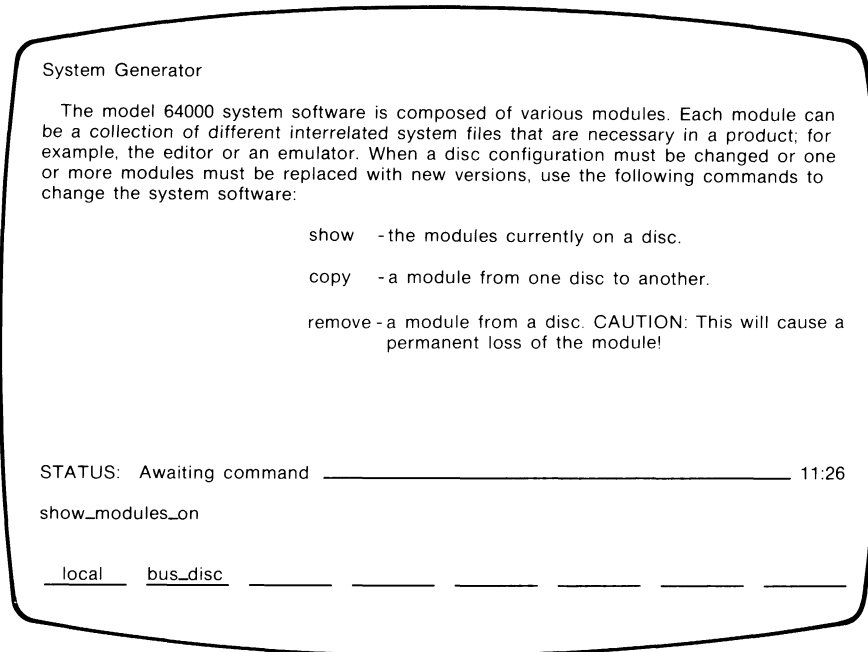 System Generator
The model 64000 system software is composed of various modules. Each module can
be a collection of different interrelated system files that are necessary in a product; for
example, the editor or an emulator. When a disc configuration must be changed or one
or more modules must be replaced with new versions, use the following commands to
change the system software:
show - the modules currently on a disc.
copy - a module from one disc to another.
remove - a module from a disc. CAUTION: This will cause a
permanent loss of the module!
STATUS: Awaiting command 11:26
show_modules_on
local bus_disc